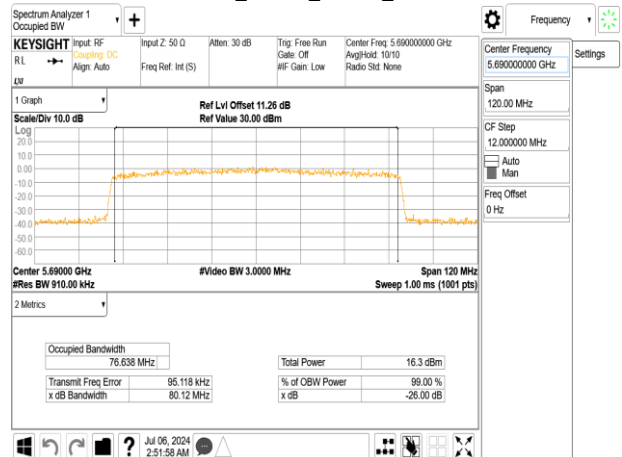 Spectrum Analyzer 1
Occupied BW
KEYSIGHT
RL
Input: RF
Coupling: DC
Align: Auto
Input Z: 50 Ω
Freq Ref: Int (S)
Atten: 30 dB
Trig: Free Run
Gate: Off
#IF Gain: Low
Center Freq: 5.690000000 GHz
Avg|Hold: 10/10
Radio Std: None
LXI
1 Graph
Scale/Div 10.0 dB
Ref Lvl Offset 11.26 dB
Ref Value 30.00 dBm
Log
20.0
10.0
0.00
-10.0
-20.0
-30.0
-40.0
-50.0
-60.0
Center 5.69000 GHz
#Res BW 910.00 kHz
#Video BW 3.0000 MHz
Span 120 MHz
Sweep 1.00 ms (1001 pts)
2 Metrics
Occupied Bandwidth
76.638 MHz
Total Power 16.3 dBm
Transmit Freq Error 95.118 kHz
% of OBW Power 99.00 %
x dB Bandwidth 80.12 MHz
x dB -26.00 dB
Jul 06, 2024
2:51:58 AM
Frequency
Center Frequency
5.690000000 GHz
Settings
Span
120.00 MHz
CF Step
12.000000 MHz
Auto
Man
Freq Offset
0 Hz